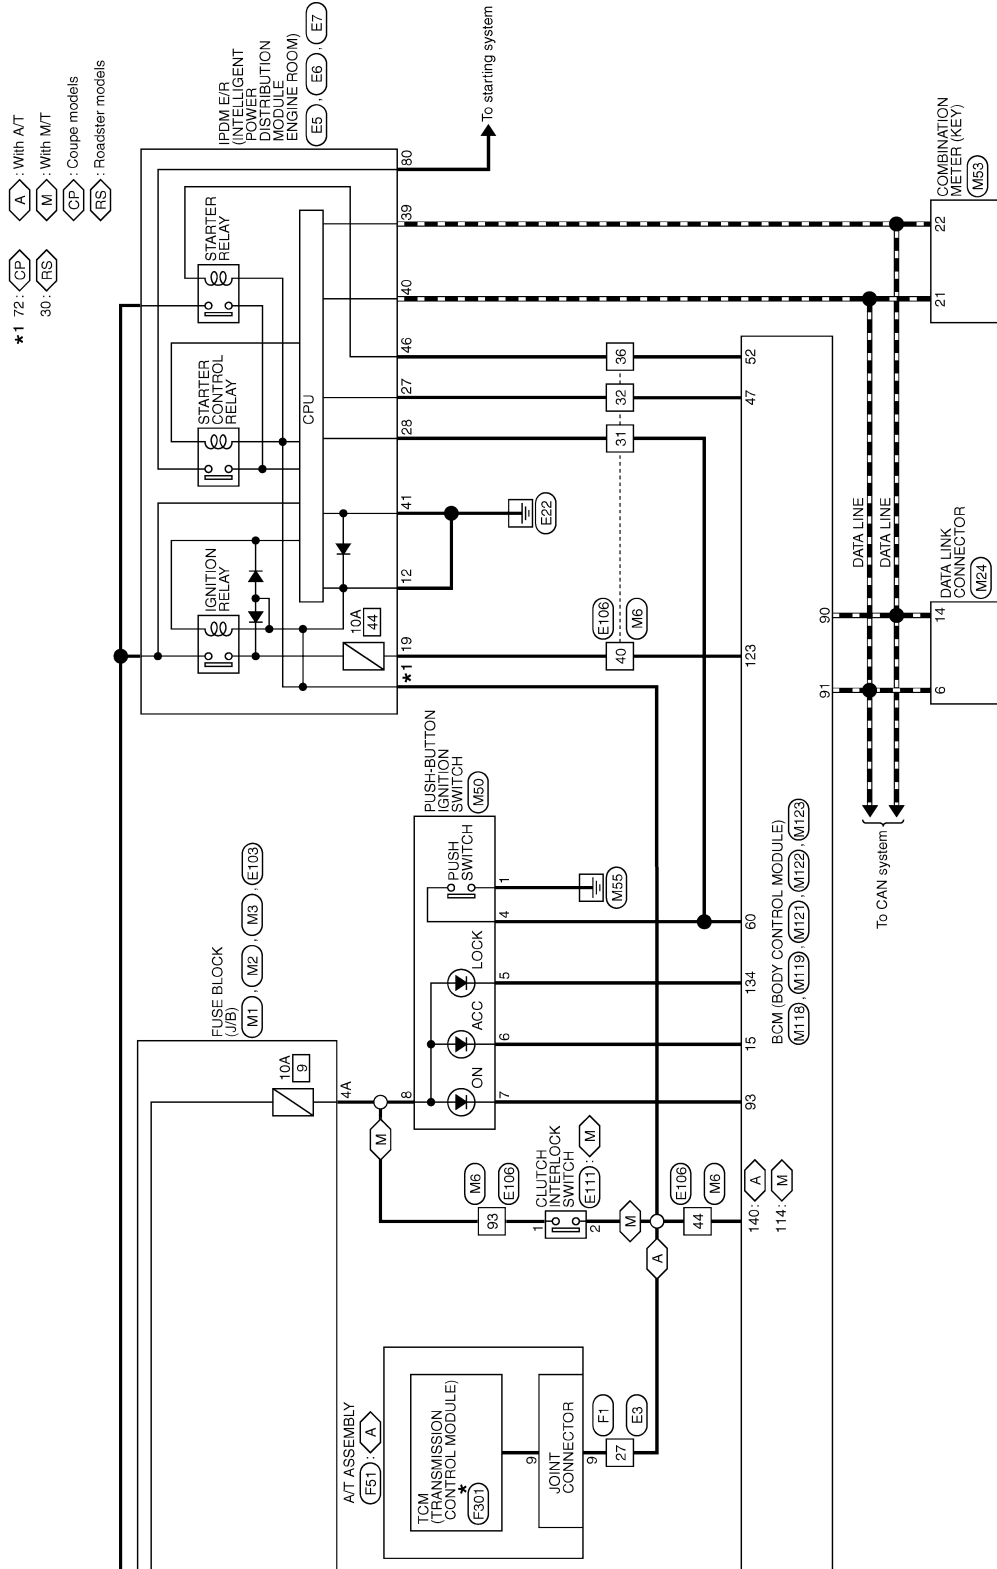 *1 72: CP
30: RS
A : With A/T
M : With M/T
CP : Coupe models
RS : Roadster models
IPDM E/R
(INTELLIGENT
POWER
DISTRIBUTION
MODULE
ENGINE ROOM)
E5 , E6 , E7
STARTER
RELAY
STARTER
CONTROL
RELAY
IGNITION
RELAY
CPU
10A
44
*1
19
12
41
28
27
46
40
39
80
To starting system
E22
E106
M6
40
31
32
36
123
47
52
FUSE BLOCK
(J/B)
M1 , M2 , M3 , E103
10A
9
4A
M
8
PUSH-BUTTON
IGNITION
SWITCH
M50
ON
ACC
LOCK
PUSH
SWITCH
7
6
5
4
1
M55
M6
E106
93
1
CLUTCH
INTERLOCK
SWITCH
E111 : M
2
M
A
E106
M6
44
140: A
114: M
93
15
134
60
BCM (BODY CONTROL MODULE)
M118 , M119 , M121 , M122 , M123
91
90
A/T ASSEMBLY
F51 : A
TCM
(TRANSMISSION
CONTROL MODULE)
*
F301
9
JOINT
CONNECTOR
9
F1
E3
27
To CAN system
DATA LINE
DATA LINE
6
14
DATA LINK
CONNECTOR
M24
21
22
COMBINATION
METER (KEY)
M53